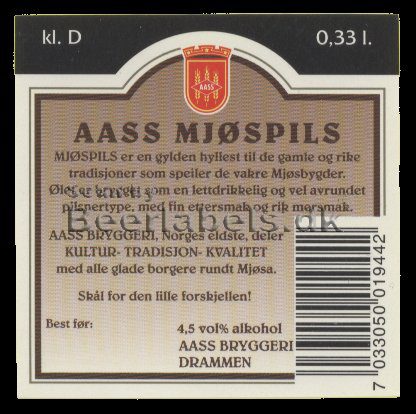 kl. D
0,33 l.
AASS
AASS MJØSPILS
MJØSPILS er en gylden hyllest til de gamle og rike
tradisjoner som speiler de vakre Mjøsbygder.
Ølet er brygget som en lettdrikkelig og vel avrundet
pilsnertype, med fin ettersmak og rik mersmak.
Beerlabels.dk
AASS BRYGGERI, Norges eldste, deler
KULTUR- TRADISJON- KVALITET
med alle glade borgere rundt Mjøsa.
Skål for den lille forskjellen!
Best før:
4,5 vol% alkohol
AASS BRYGGERI
DRAMMEN
7 033050 019442